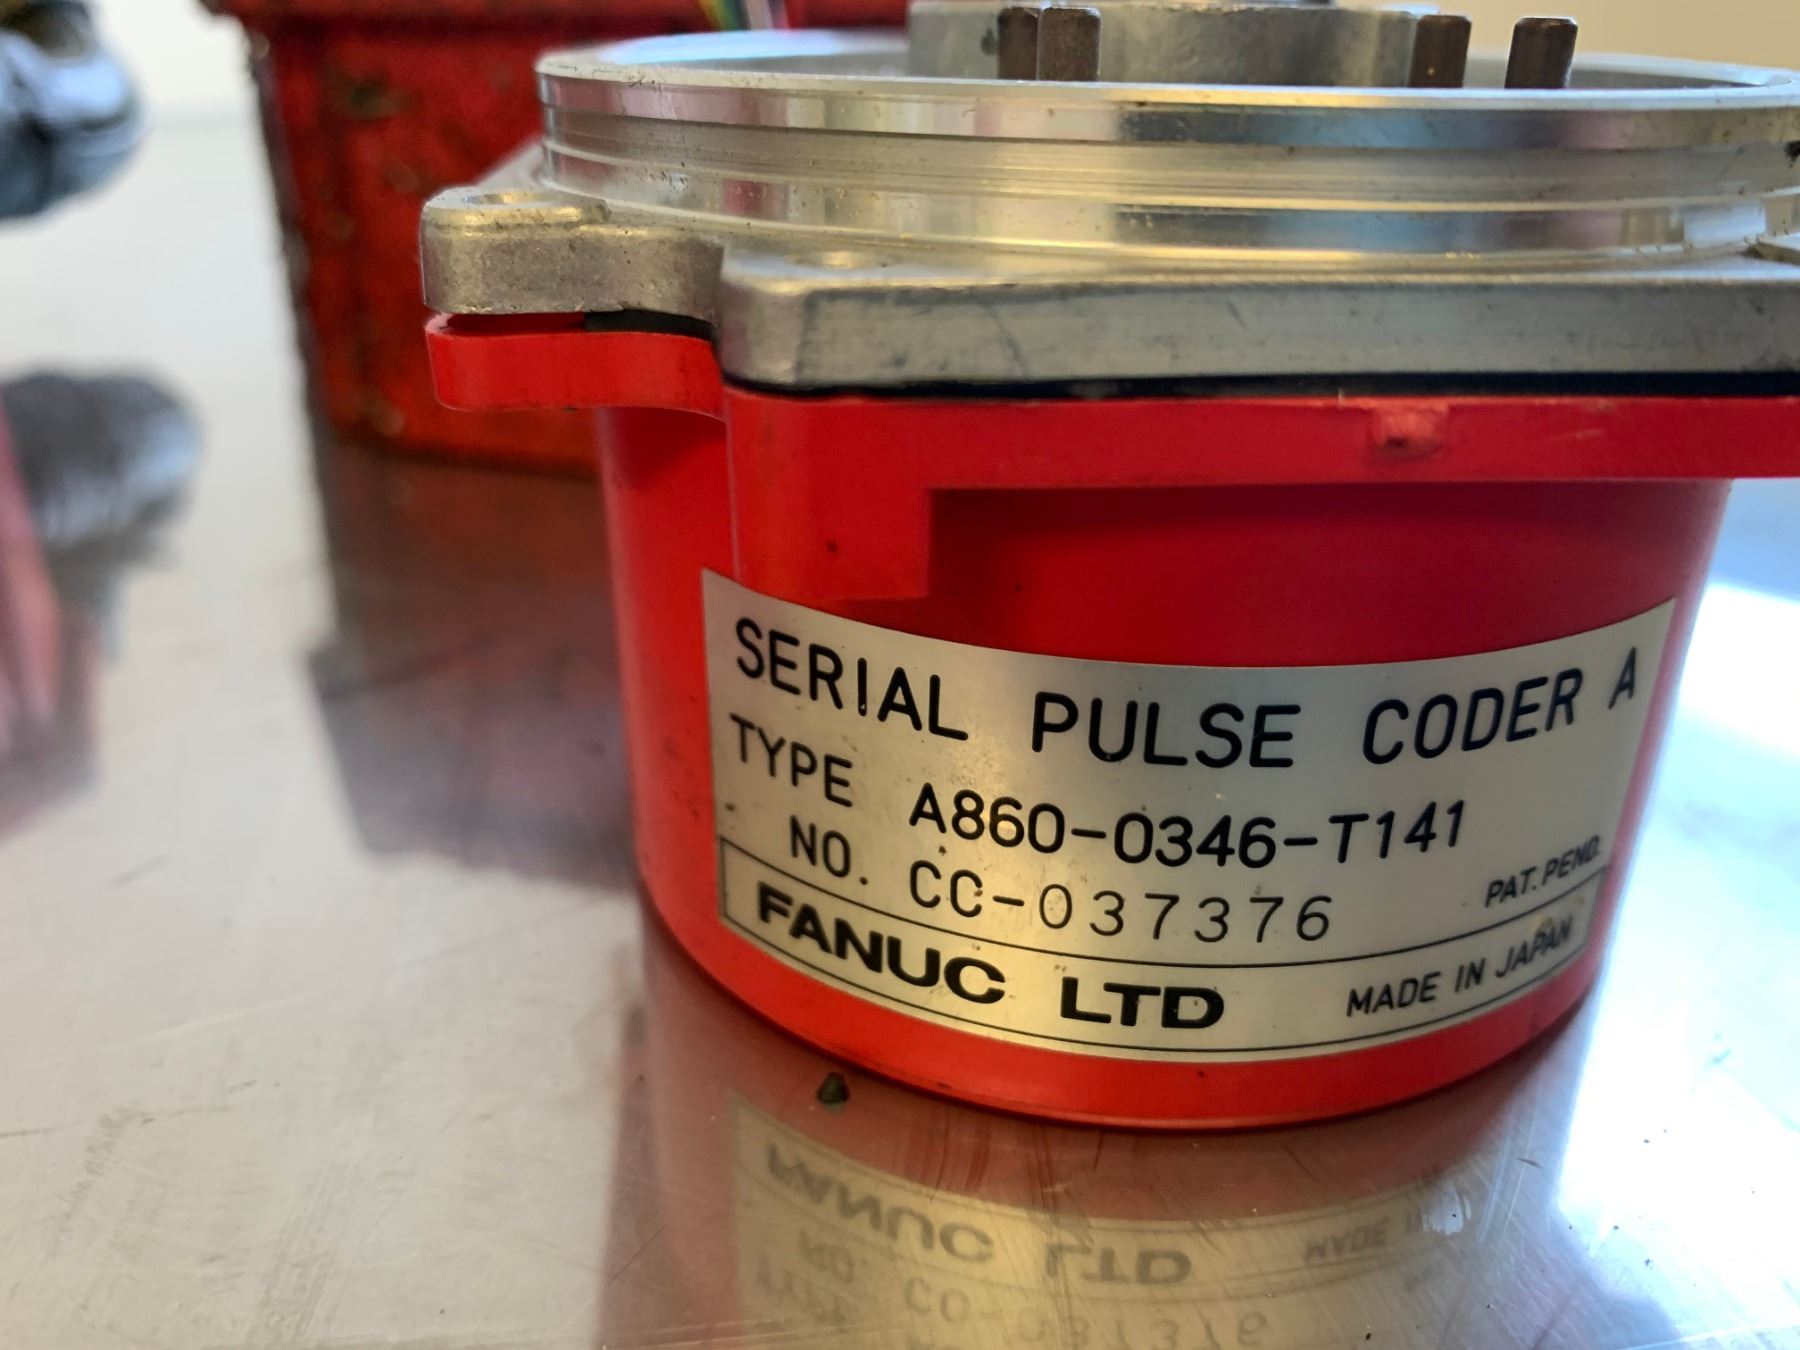 SERIAL PULSE CODER A
TYPE A860-0346-T141
NO. CC-037376 PAT. PEND.
FANUC LTD MADE IN JAPAN